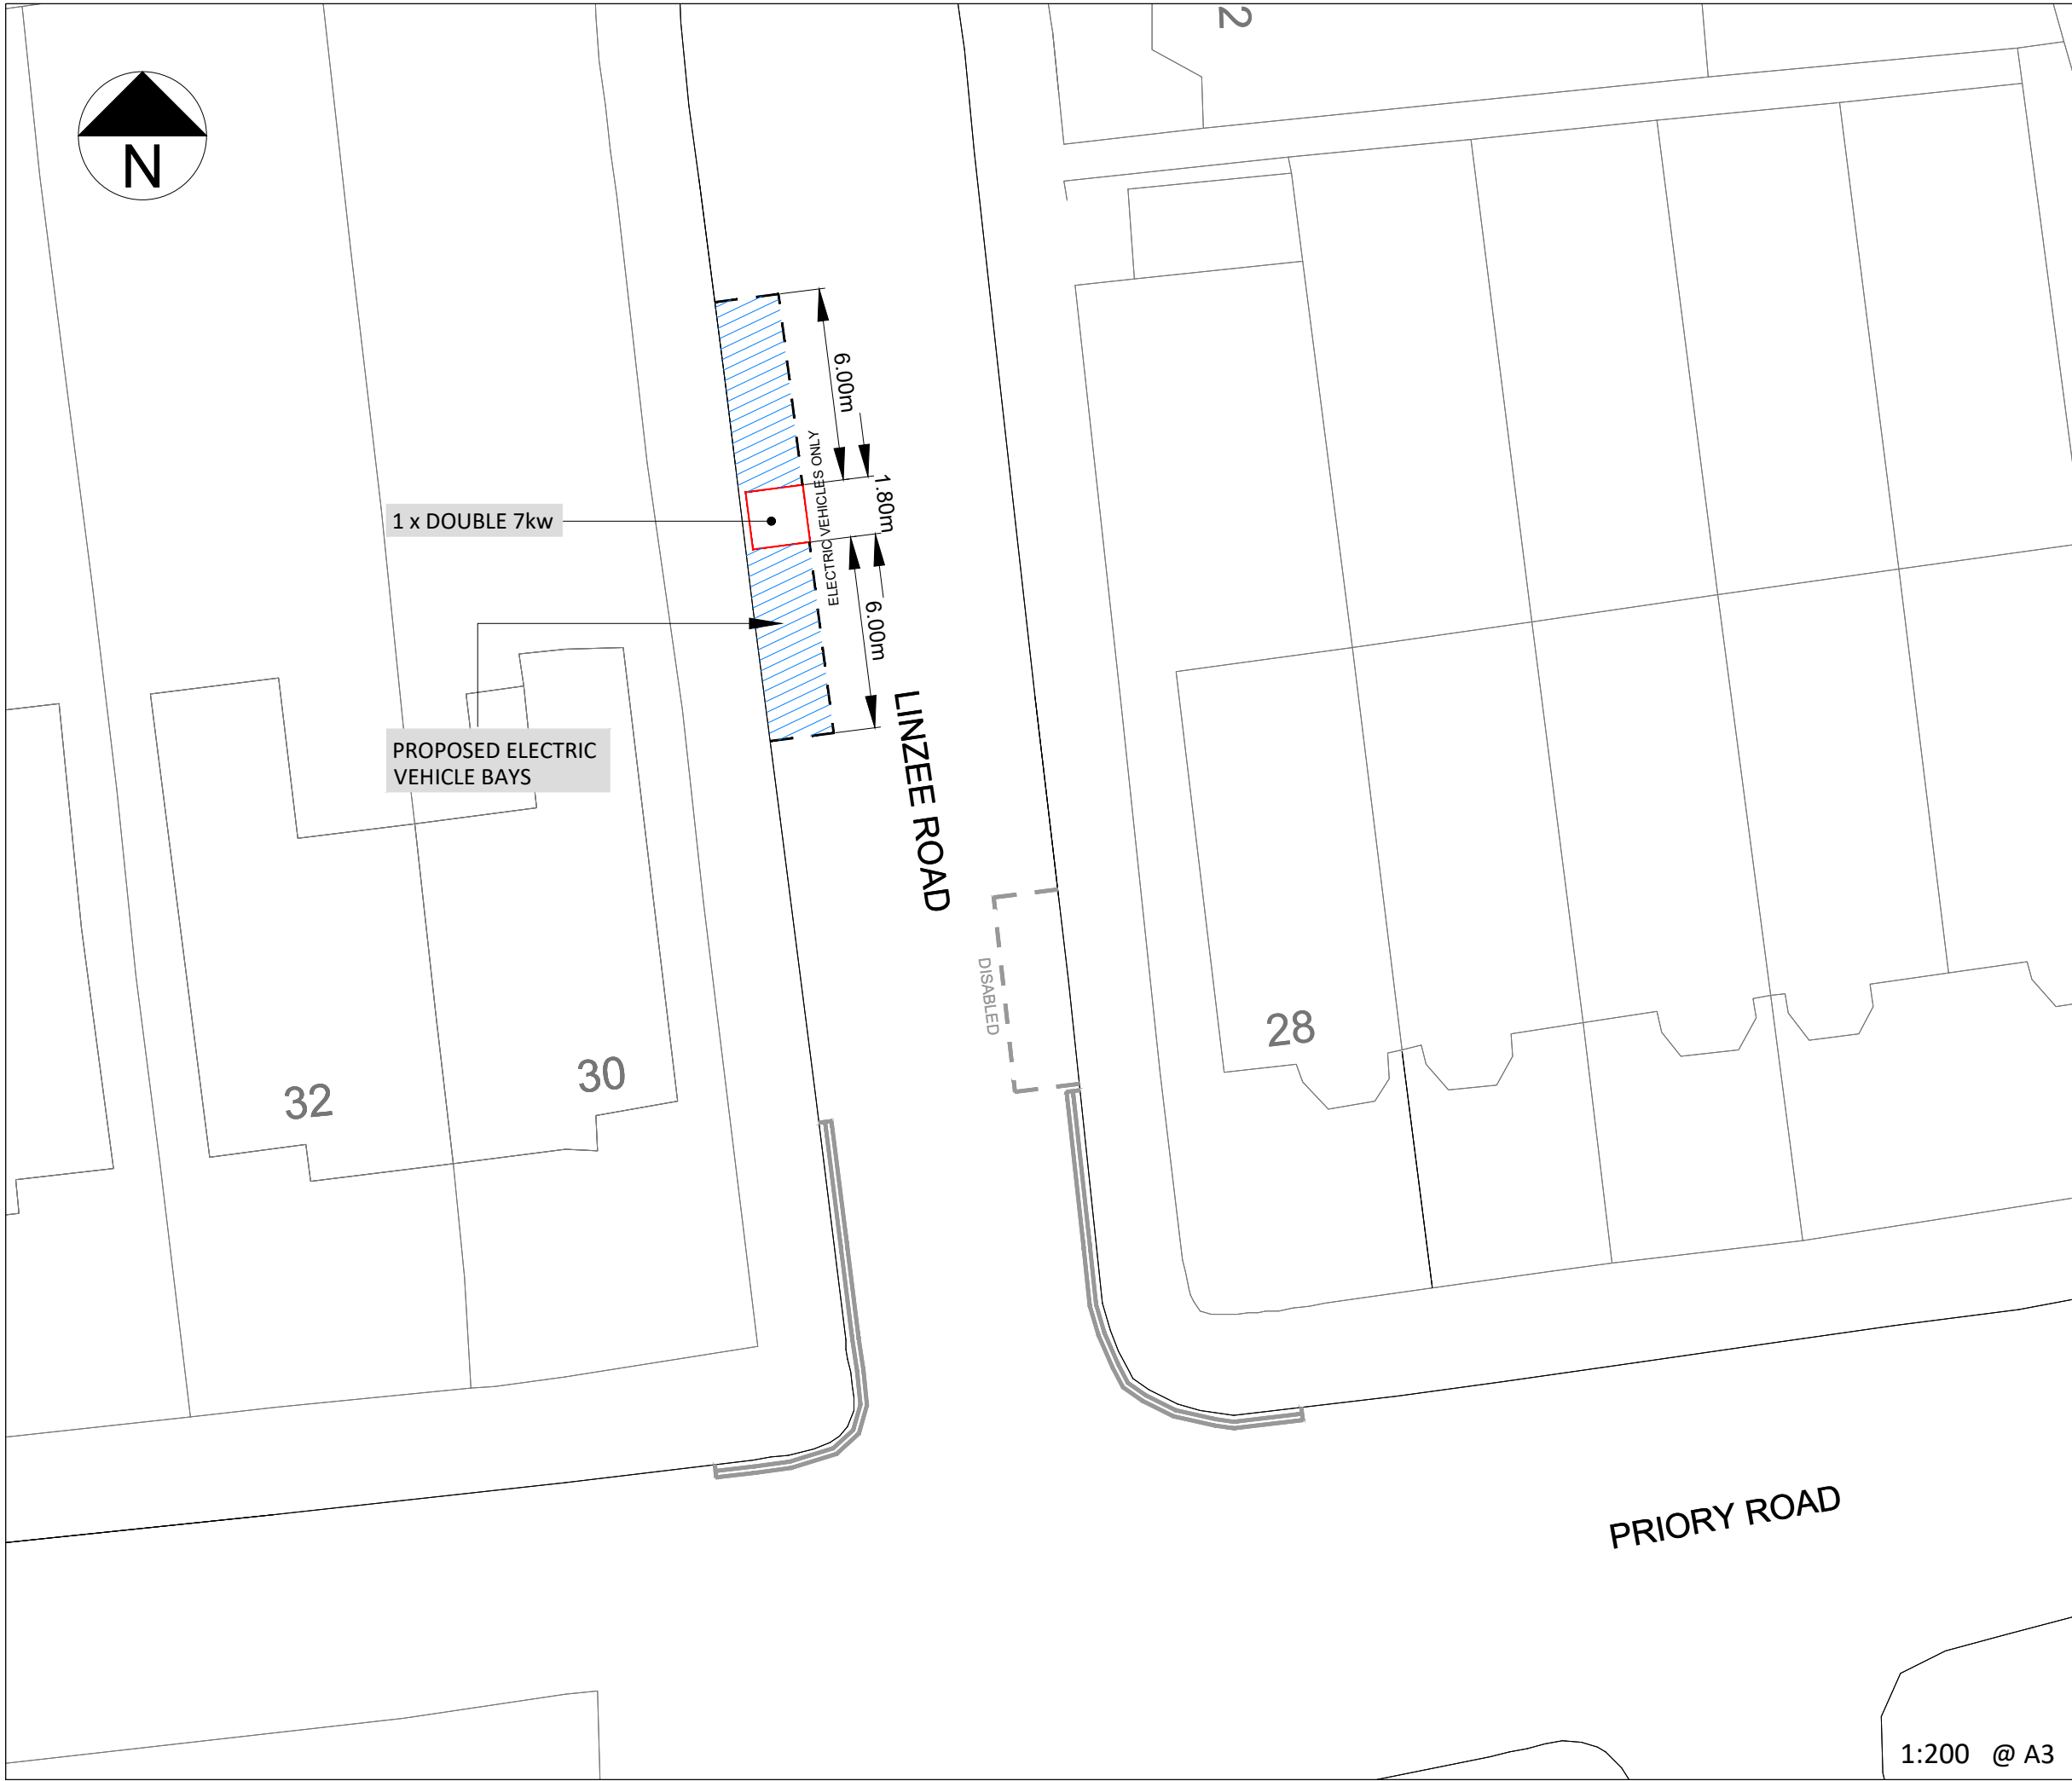 2
N
6.00m
1.80m
ELECTRIC VEHICLES ONLY
1 x DOUBLE 7kw
6.00m
PROPOSED ELECTRIC
VEHICLE BAYS
LINZEE ROAD
DISABLED
28
30
32
PRIORY ROAD
1:200 @ A3